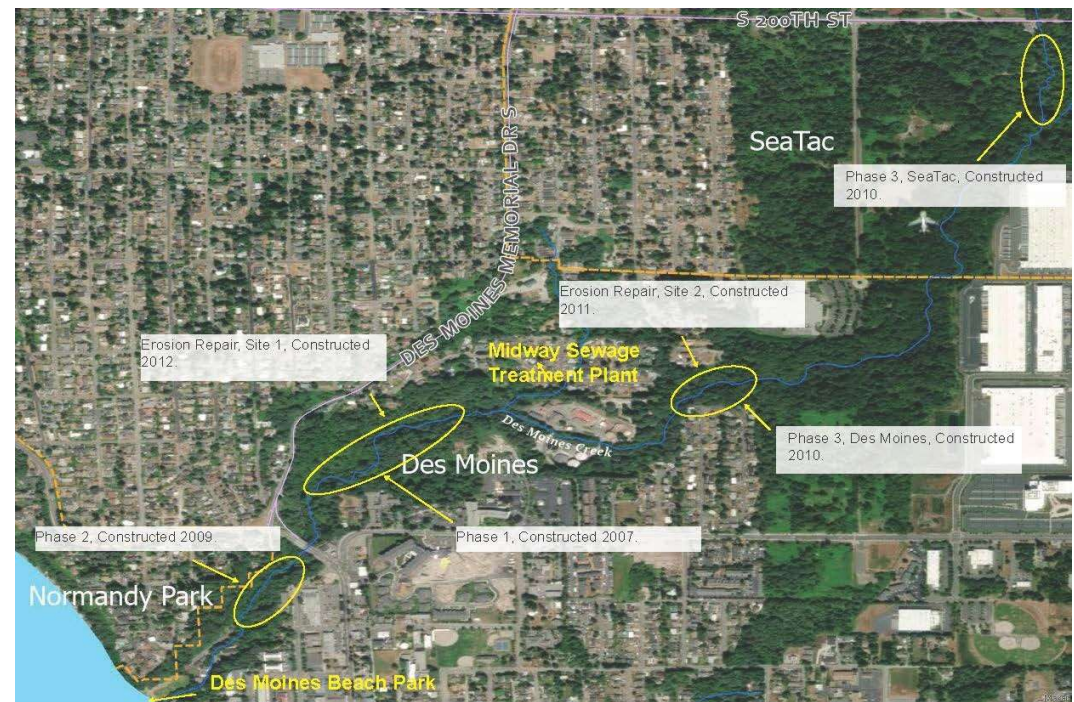 S 200TH ST
SeaTac
Phase 3, SeaTac, Constructed
2010.
DES MOINES MEMORIAL DR S
Erosion Repair, Site 2, Constructed
2011.
Erosion Repair, Site 1, Constructed
2012.
Midway Sewage
Treatment Plant
Des Moines Creek
Phase 3, Des Moines, Constructed
2010.
Des Moines
Phase 2, Constructed 2009.
Phase 1, Constructed 2007.
Normandy Park
Des Moines Beach Park